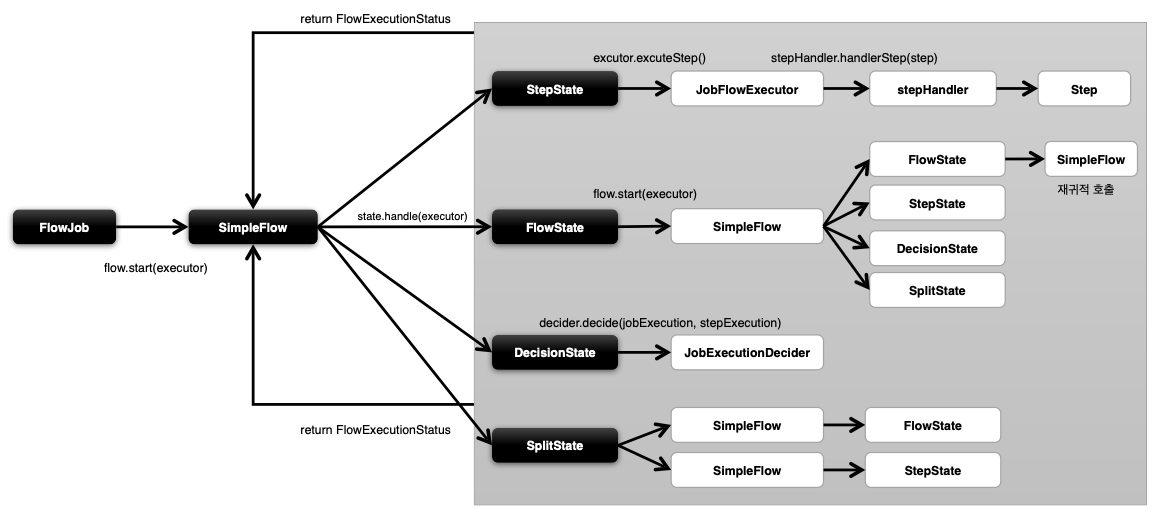 return FlowExecutionStatus
excutor.excuteStep()
stepHandler.handlerStep(step)
StepState
JobFlowExecutor
stepHandler
Step
FlowState
SimpleFlow
재귀적 호출
flow.start(executor)
StepState
FlowJob
SimpleFlow
state.handle(executor)
FlowState
SimpleFlow
DecisionState
flow.start(executor)
SplitState
decider.decide(jobExecution, stepExecution)
DecisionState
JobExecutionDecider
return FlowExecutionStatus
SplitState
SimpleFlow
FlowState
SimpleFlow
StepState